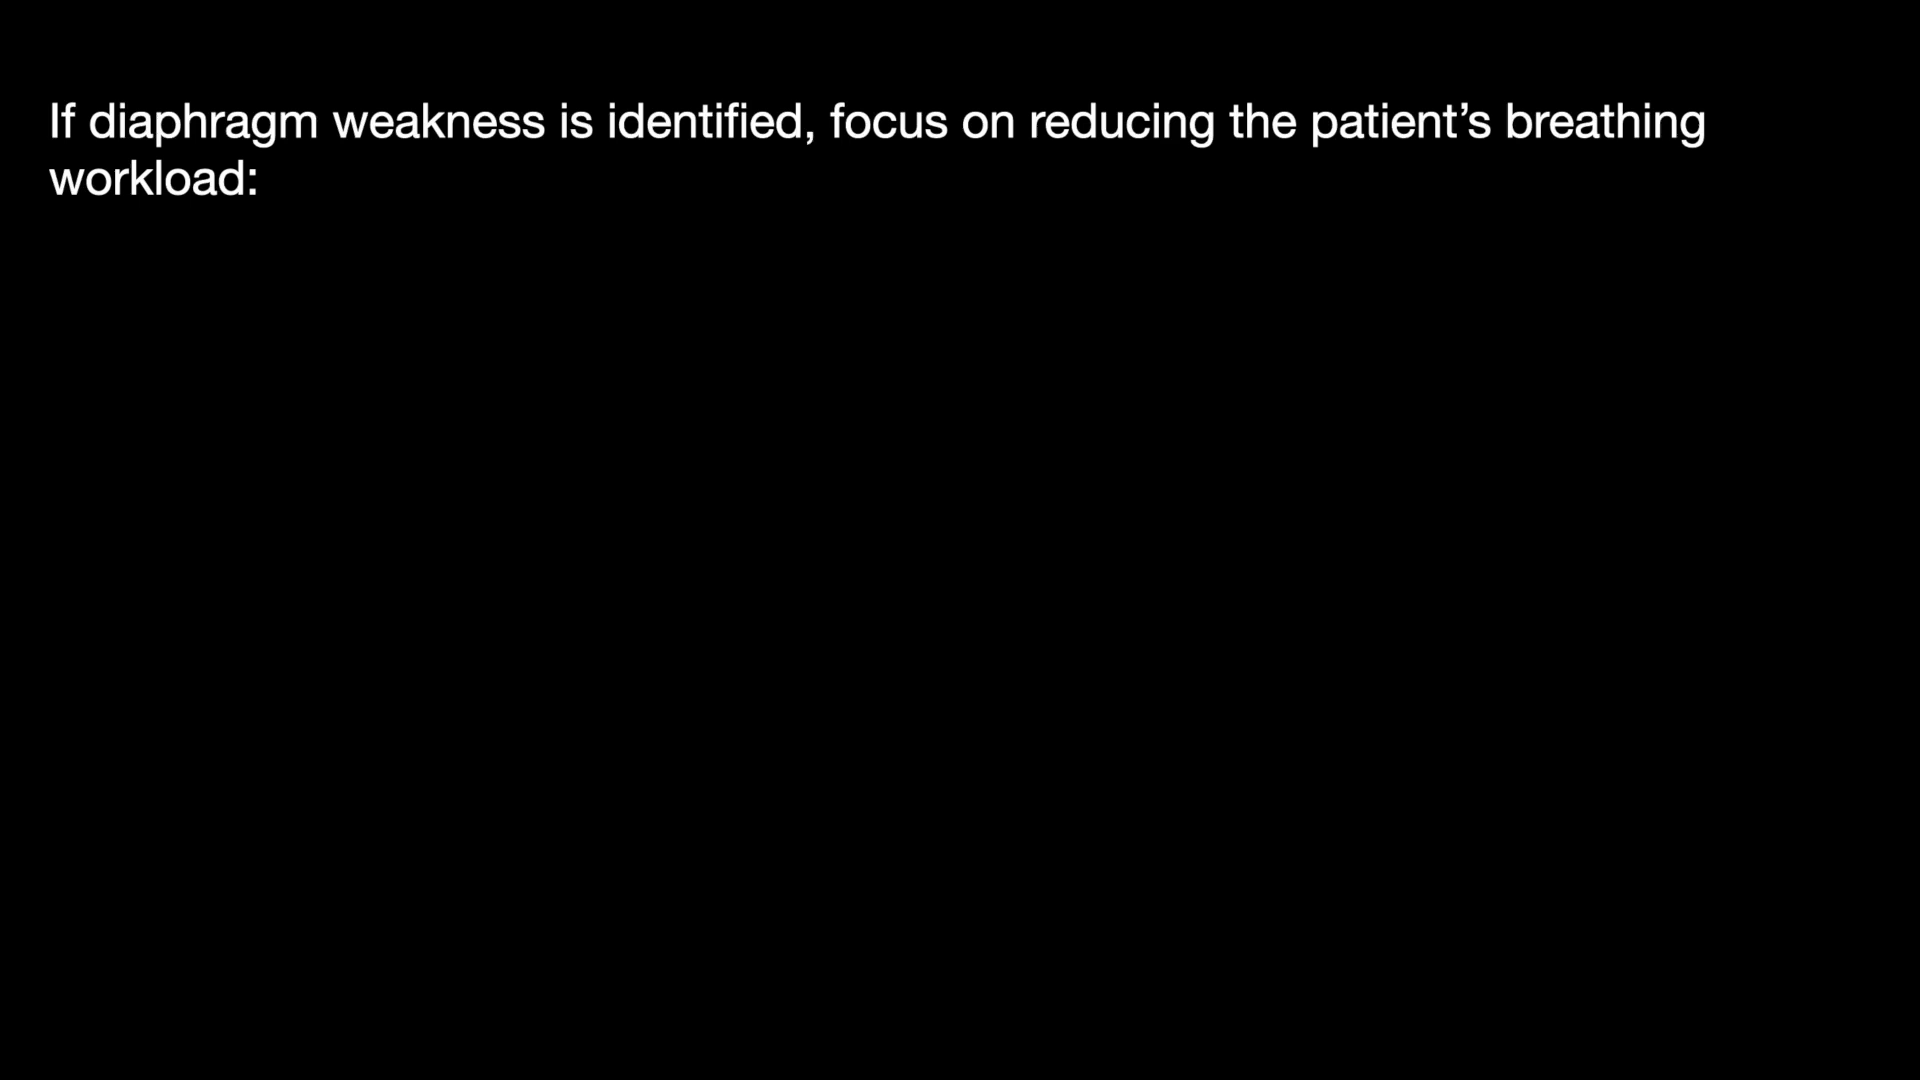 If diaphragm weakness is identified, focus on reducing the patient’s breathing
workload: